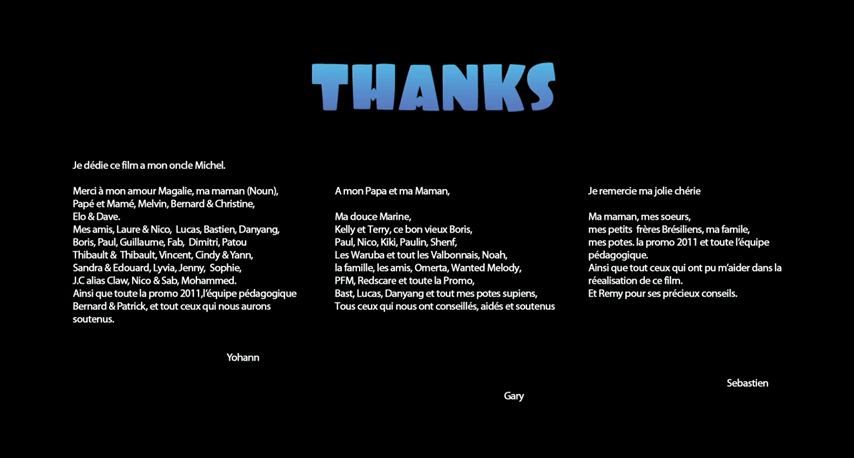 THANKS
Je dédie ce film a mon oncle Michel.
Merci à mon amour Magalie, ma maman (Noun),
Papé et Mamé, Melvin, Bernard & Christine,
Elo & Dave.
Mes amis, Laure & Nico, Lucas, Bastien, Danyang,
Boris, Paul, Guillaume, Fab, Dimitri, Patou
Thibault & Thibault, Vincent, Cindy & Yann,
Sandra & Edouard, Lyvia, Jenny, Sophie,
J.C alias Claw, Nico & Sab, Mohammed.
Ainsi que toute la promo 2011,l'équipe pédagogique
Bernard & Patrick, et tout ceux qui nous aurons
soutenus.
Yohann
A mon Papa et ma Maman,
Ma douce Marine,
Kelly et Terry, ce bon vieux Boris,
Paul, Nico, Kiki, Paulin, Shenf,
Les Waruba et tout les Valbonnais, Noah,
la famille, les amis, Omerta, Wanted Melody,
PFM, Redscare et toute la Promo,
Bast, Lucas, Danyang et tout mes potes supiens,
Tous ceux qui nous ont conseillés, aidés et soutenus
Gary
Je remercie ma jolie chérie
Ma maman, mes soeurs,
mes petits frères Brésiliens, ma famile,
mes potes. la promo 2011 et toute l'équipe
pédagogique.
Ainsi que tout ceux qui ont pu m'aider dans la
réealisation de ce film.
Et Remy pour ses précieux conseils.
Sebastien